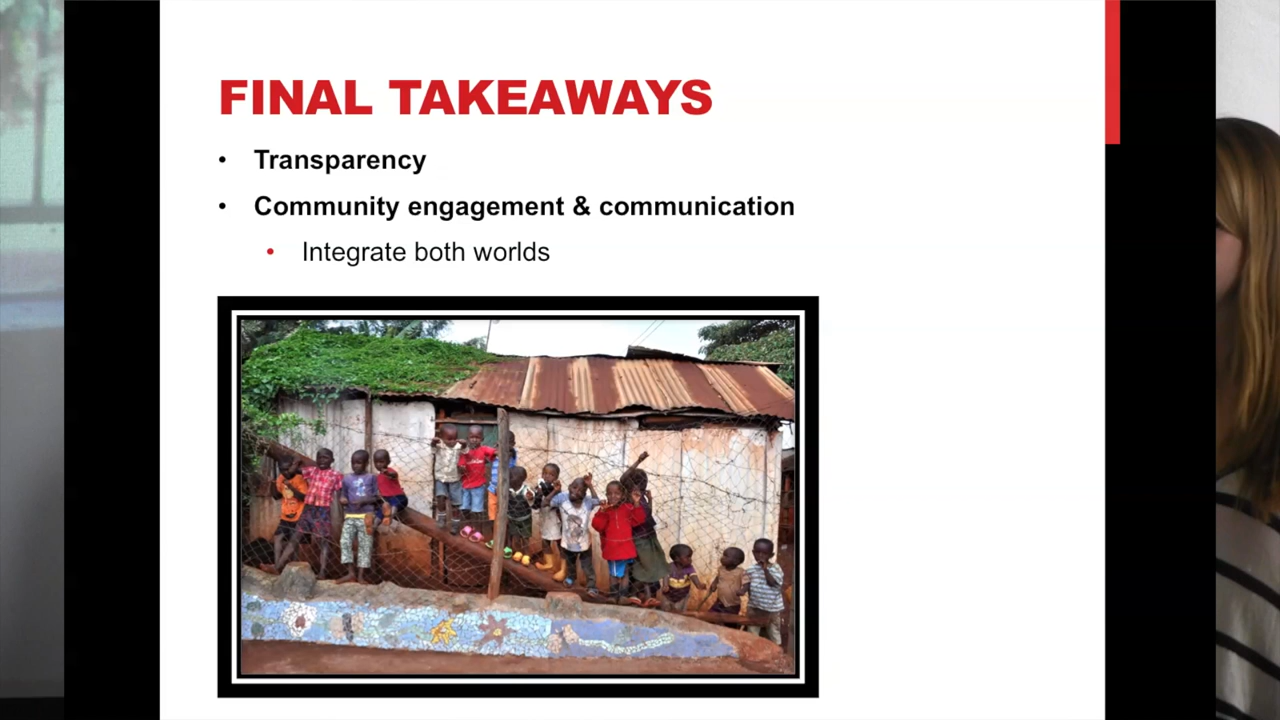 FINAL TAKEAWAYS
• Transparency
• Community engagement & communication
• Integrate both worlds